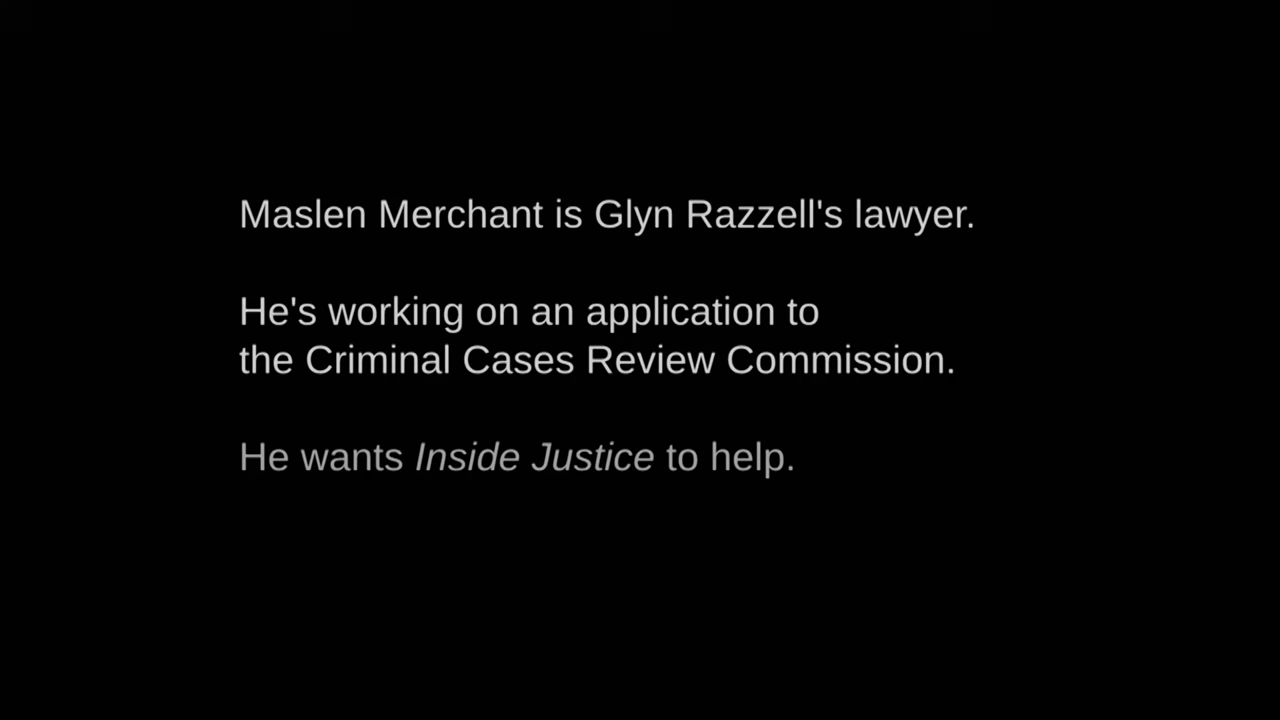 Maslen Merchant is Glyn Razzell's lawyer.
He's working on an application to
the Criminal Cases Review Commission.
He wants Inside Justice to help.